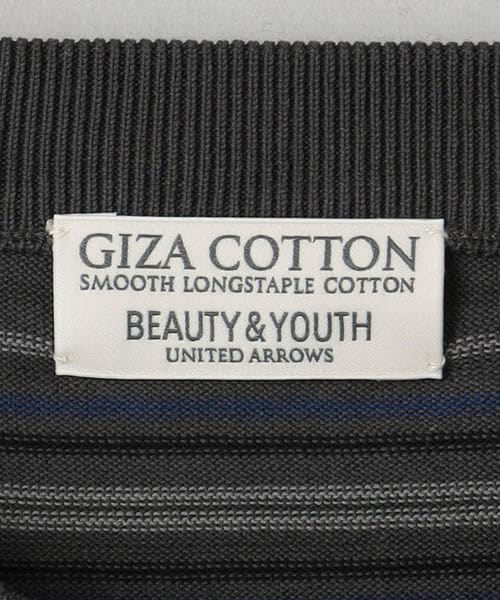 GIZA COTTON
SMOOTH LONGSTAPLE COTTON
BEAUTY & YOUTH
UNITED ARROWS